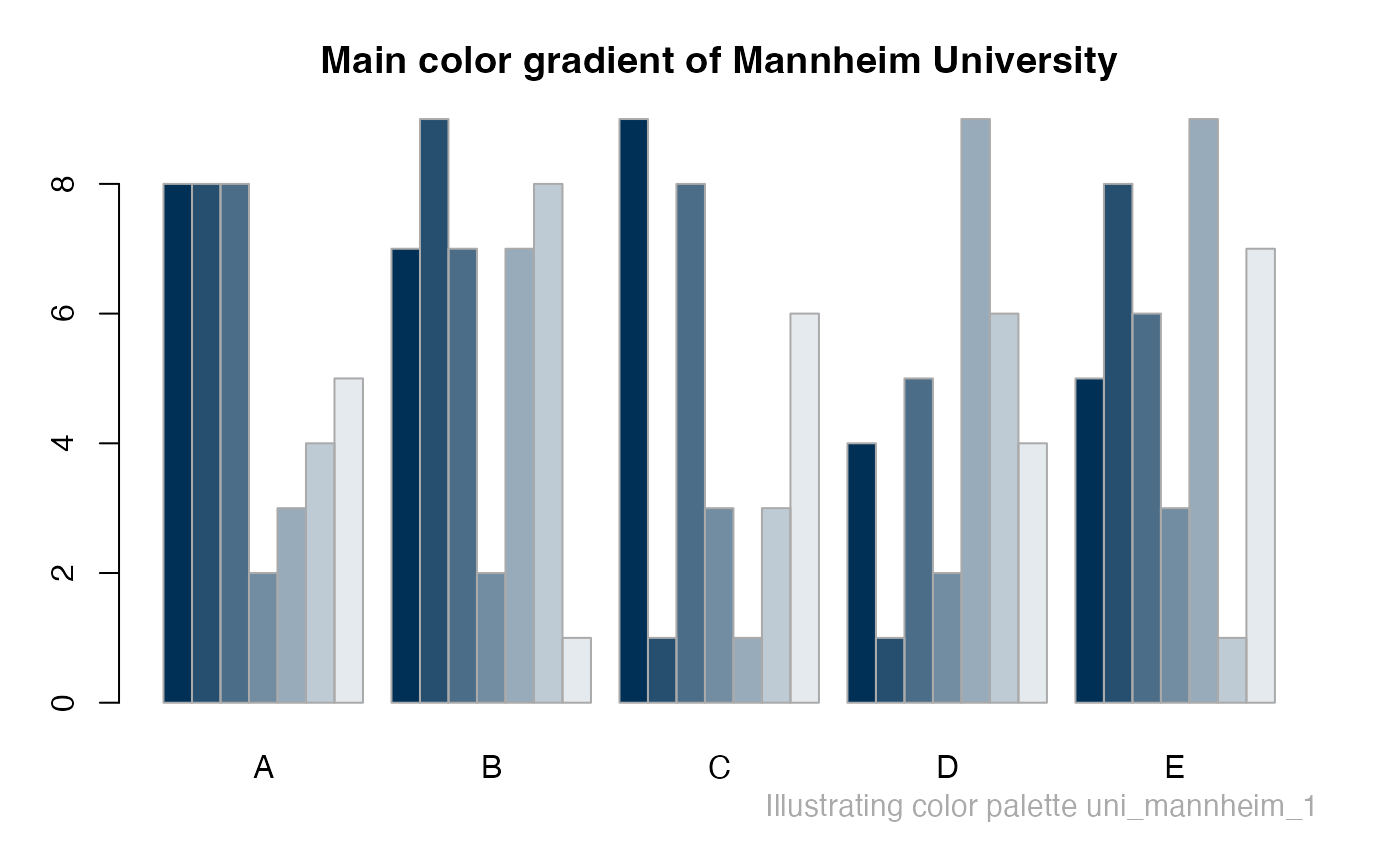 Main color gradient of Mannheim University
8
6
4
2
0
A B C D E
Illustrating color palette uni_mannheim_1